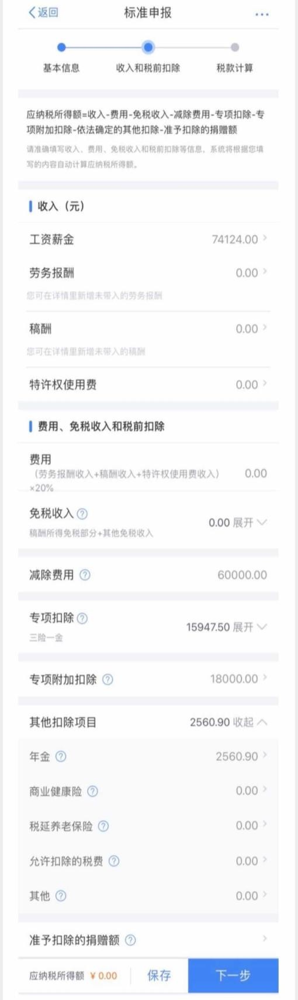 返回 标准申报 ...
基本信息 收入和税前扣除 税款计算
应纳税所得额=收入-费用-免税收入-减除费用-专项扣除-专
项附加扣除-依法确定的其他扣除-准予扣除的捐赠额
请准确填写收入、费用、免税收入和税前扣除等信息，系统将根据您填
写的内容自动计算应纳税所得额。
收入（元）
工资薪金 74124.00
劳务报酬 0.00
您可在详情里新增未带入的劳务报酬
稿酬 0.00
您可在详情里新增未带入的稿酬
特许权使用费 0.00
费用、免税收入和税前扣除
费用
（劳务报酬收入+稿酬收入+特许权使用费收入） 0.00
×20%
免税收入 ? 0.00 展开
稿酬所得免税部分+其他免税收入
减除费用 ? 60000.00
专项扣除 ? 15947.50 展开
三险一金
专项附加扣除 ? 18000.00
其他扣除项目 2560.90 收起
年金 ? 2560.90
商业健康险 ? 0.00
税延养老保险 ? 0.00
允许扣除的税费 ? 0.00
其他 ? 0.00
准予扣除的捐赠额 ?
应纳税所得额 ¥ 0.00 保存 下一步